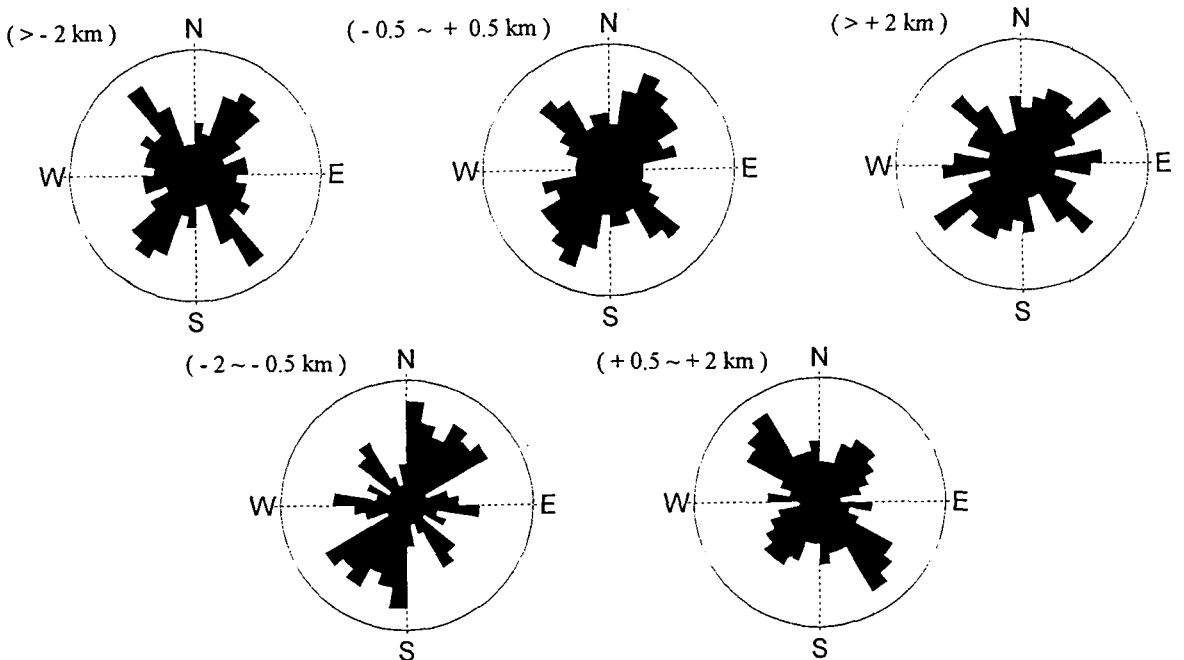 ( > - 2 km )
N
W
E
S
( - 0.5 ~ + 0.5 km )
N
W
E
S
( > + 2 km )
N
W
E
S
( - 2 ~ - 0.5 km )
N
W
E
S
( + 0.5 ~ + 2 km )
N
W
E
S